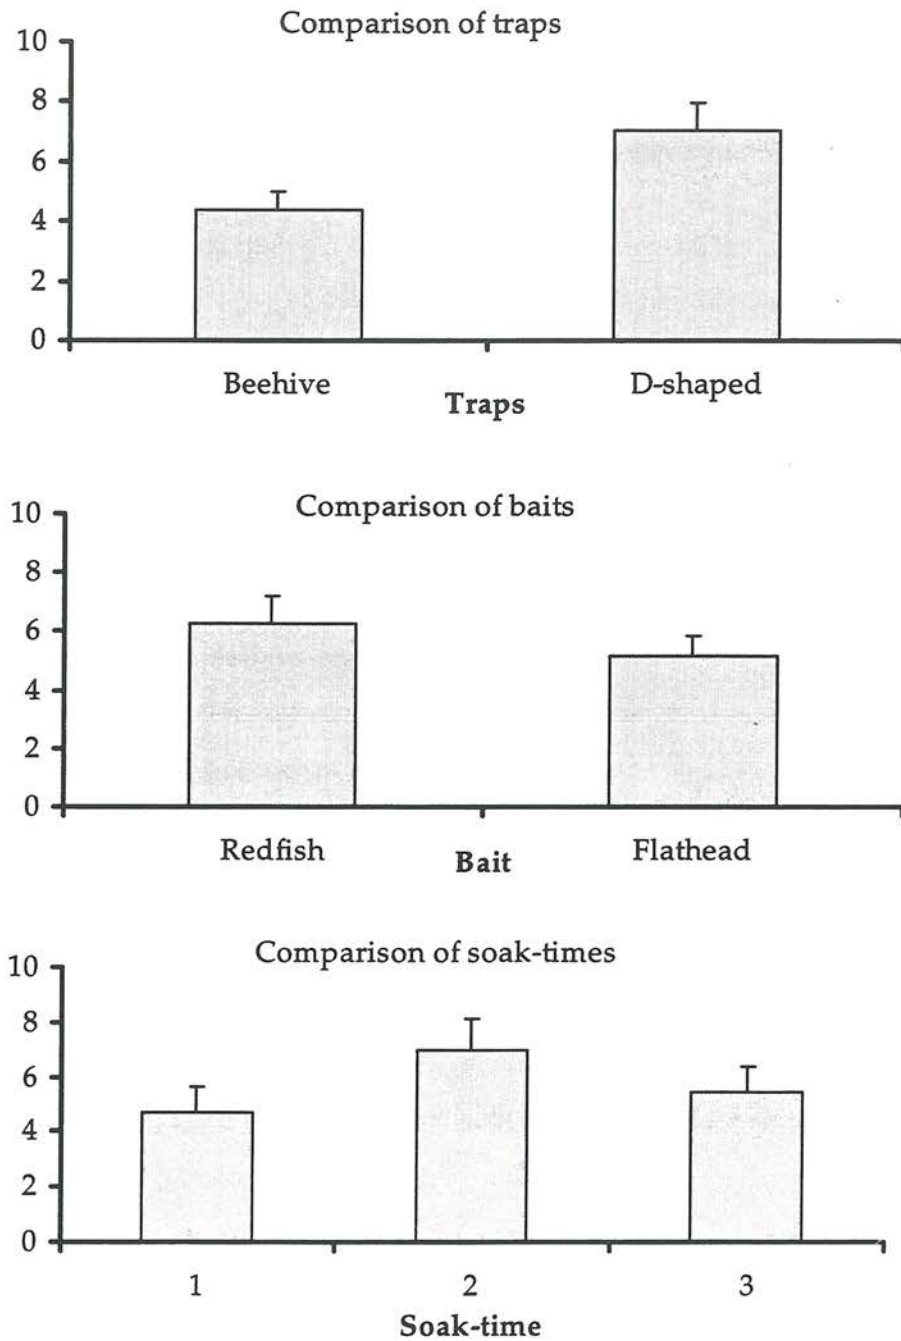 Comparison of traps
10
8
6
4
2
0
Beehive
D-shaped
Traps
Comparison of baits
10
8
6
4
2
0
Redfish
Flathead
Bait
Comparison of soak-times
10
8
6
4
2
0
1
2
3
Soak-time